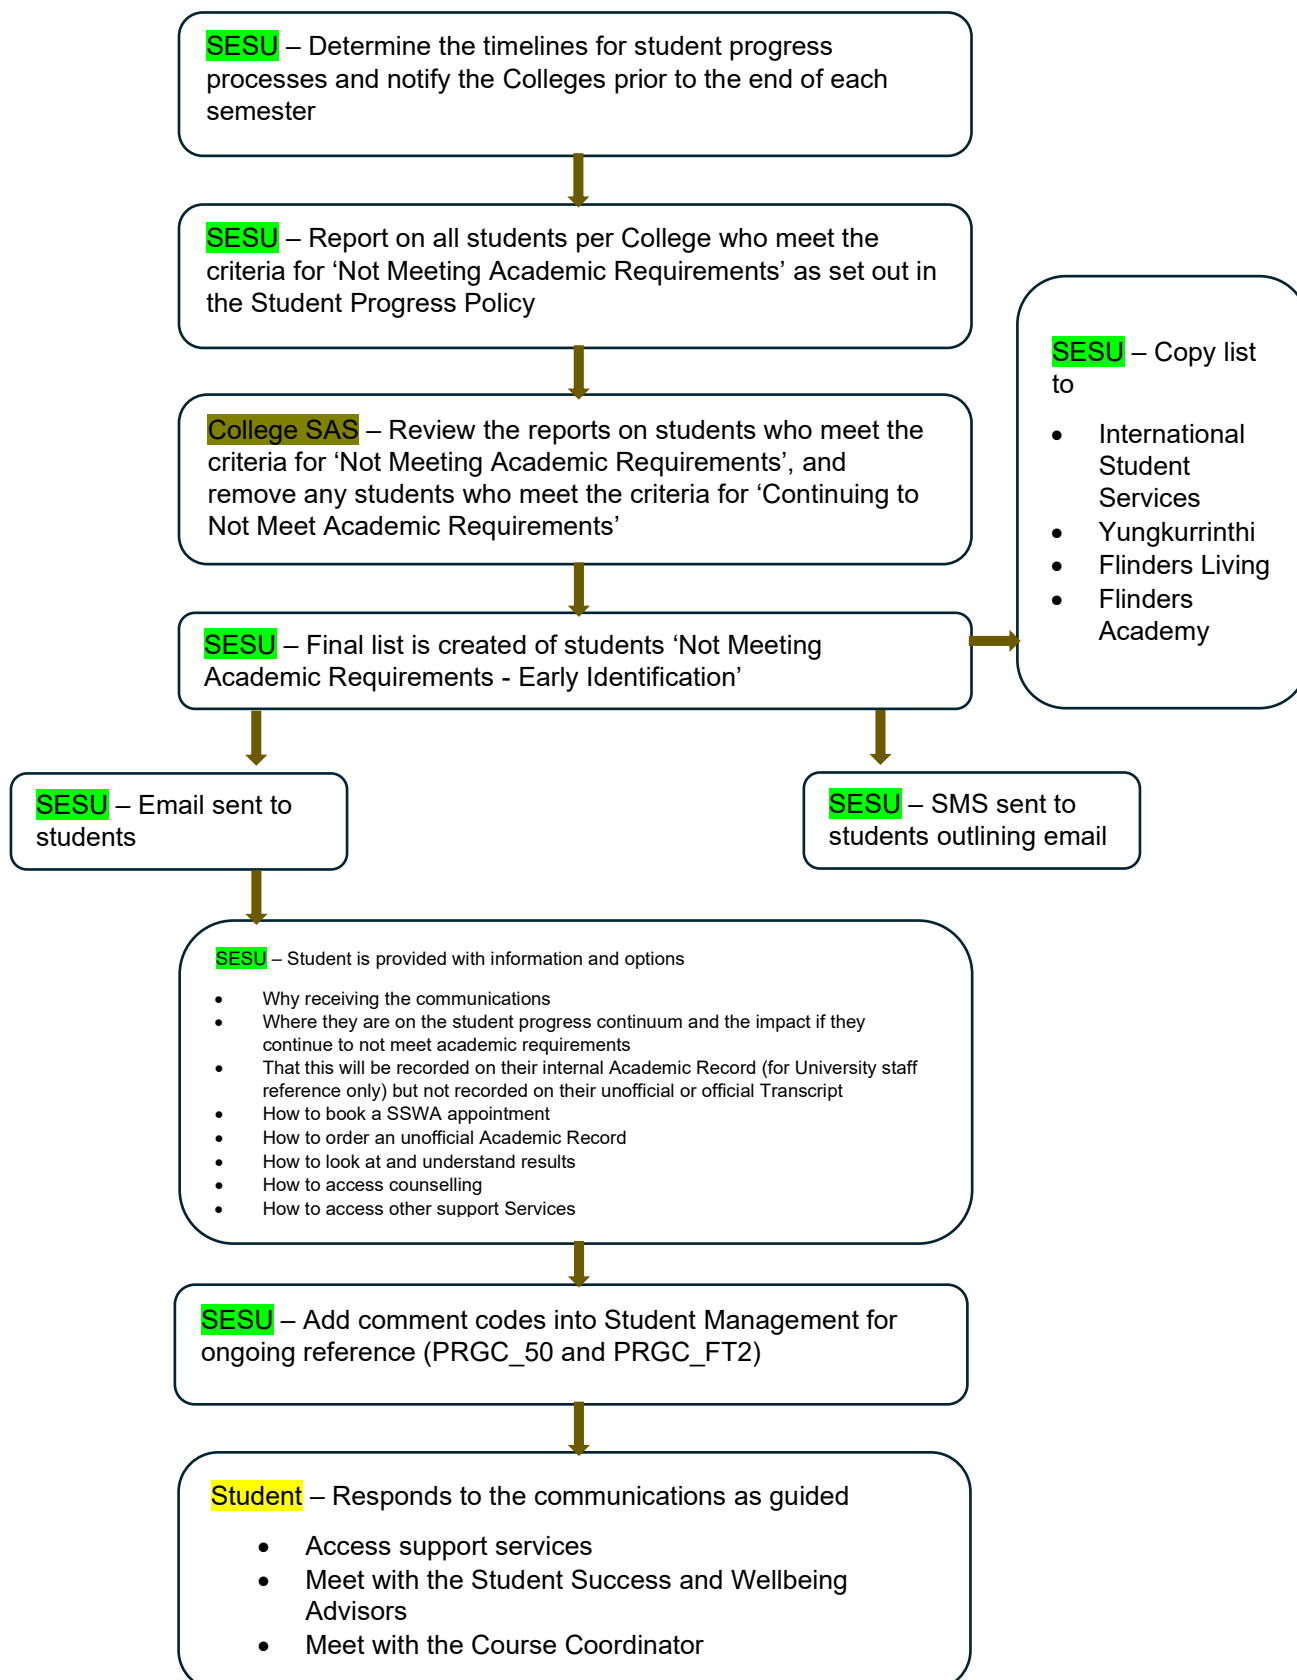 SESU – Determine the timelines for student progress
processes and notify the Colleges prior to the end of each
semester
SESU – Report on all students per College who meet the
criteria for ‘Not Meeting Academic Requirements’ as set out in
the Student Progress Policy
College SAS – Review the reports on students who meet the
criteria for ‘Not Meeting Academic Requirements’, and
remove any students who meet the criteria for ‘Continuing to
Not Meet Academic Requirements’
SESU – Final list is created of students ‘Not Meeting
Academic Requirements - Early Identification’
SESU – Copy list
to
• International
Student
Services
• Yungkurrinthi
• Flinders Living
• Flinders
Academy
SESU – Email sent to
students
SESU – SMS sent to
students outlining email
SESU – Student is provided with information and options
• Why receiving the communications
• Where they are on the student progress continuum and the impact if they
continue to not meet academic requirements
• That this will be recorded on their internal Academic Record (for University staff
reference only) but not recorded on their unofficial or official Transcript
• How to book a SSWA appointment
• How to order an unofficial Academic Record
• How to look at and understand results
• How to access counselling
• How to access other support Services
SESU – Add comment codes into Student Management for
ongoing reference (PRGC_50 and PRGC_FT2)
Student – Responds to the communications as guided
• Access support services
• Meet with the Student Success and Wellbeing
Advisors
• Meet with the Course Coordinator